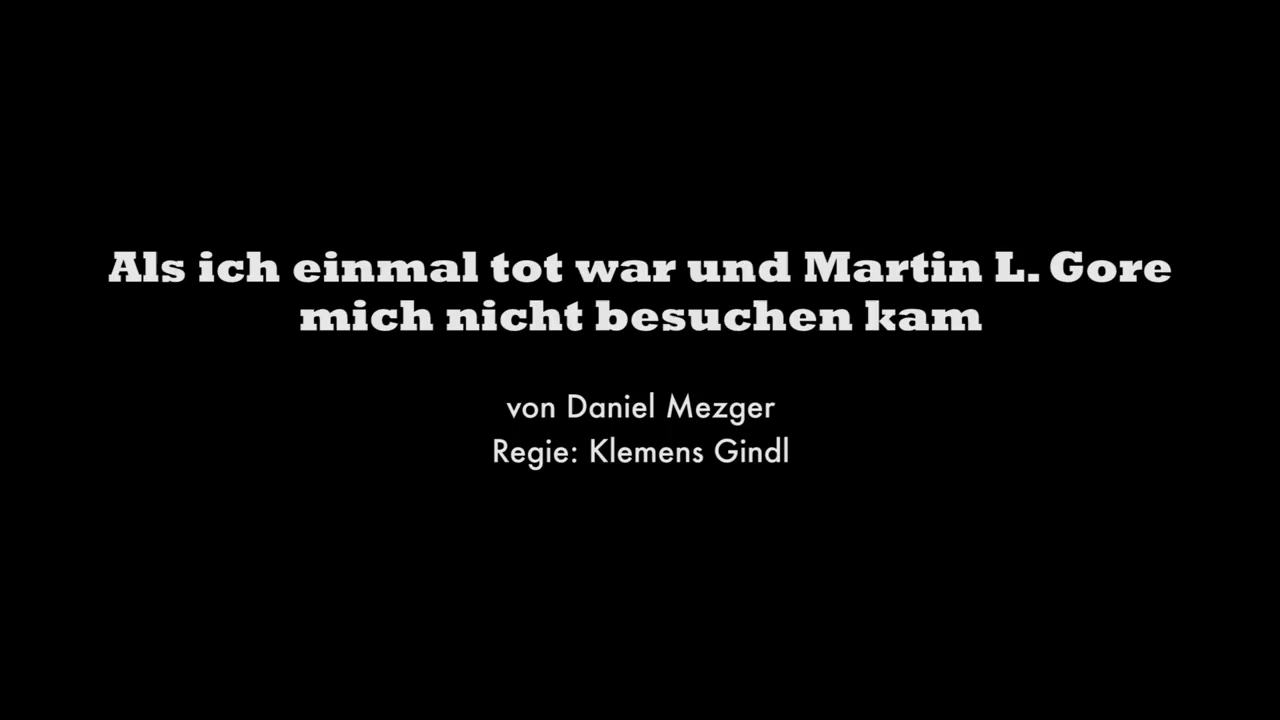 Als ich einmal tot war und Martin L. Gore
mich nicht besuchen kam
von Daniel Mezger
Regie: Klemens Gindl